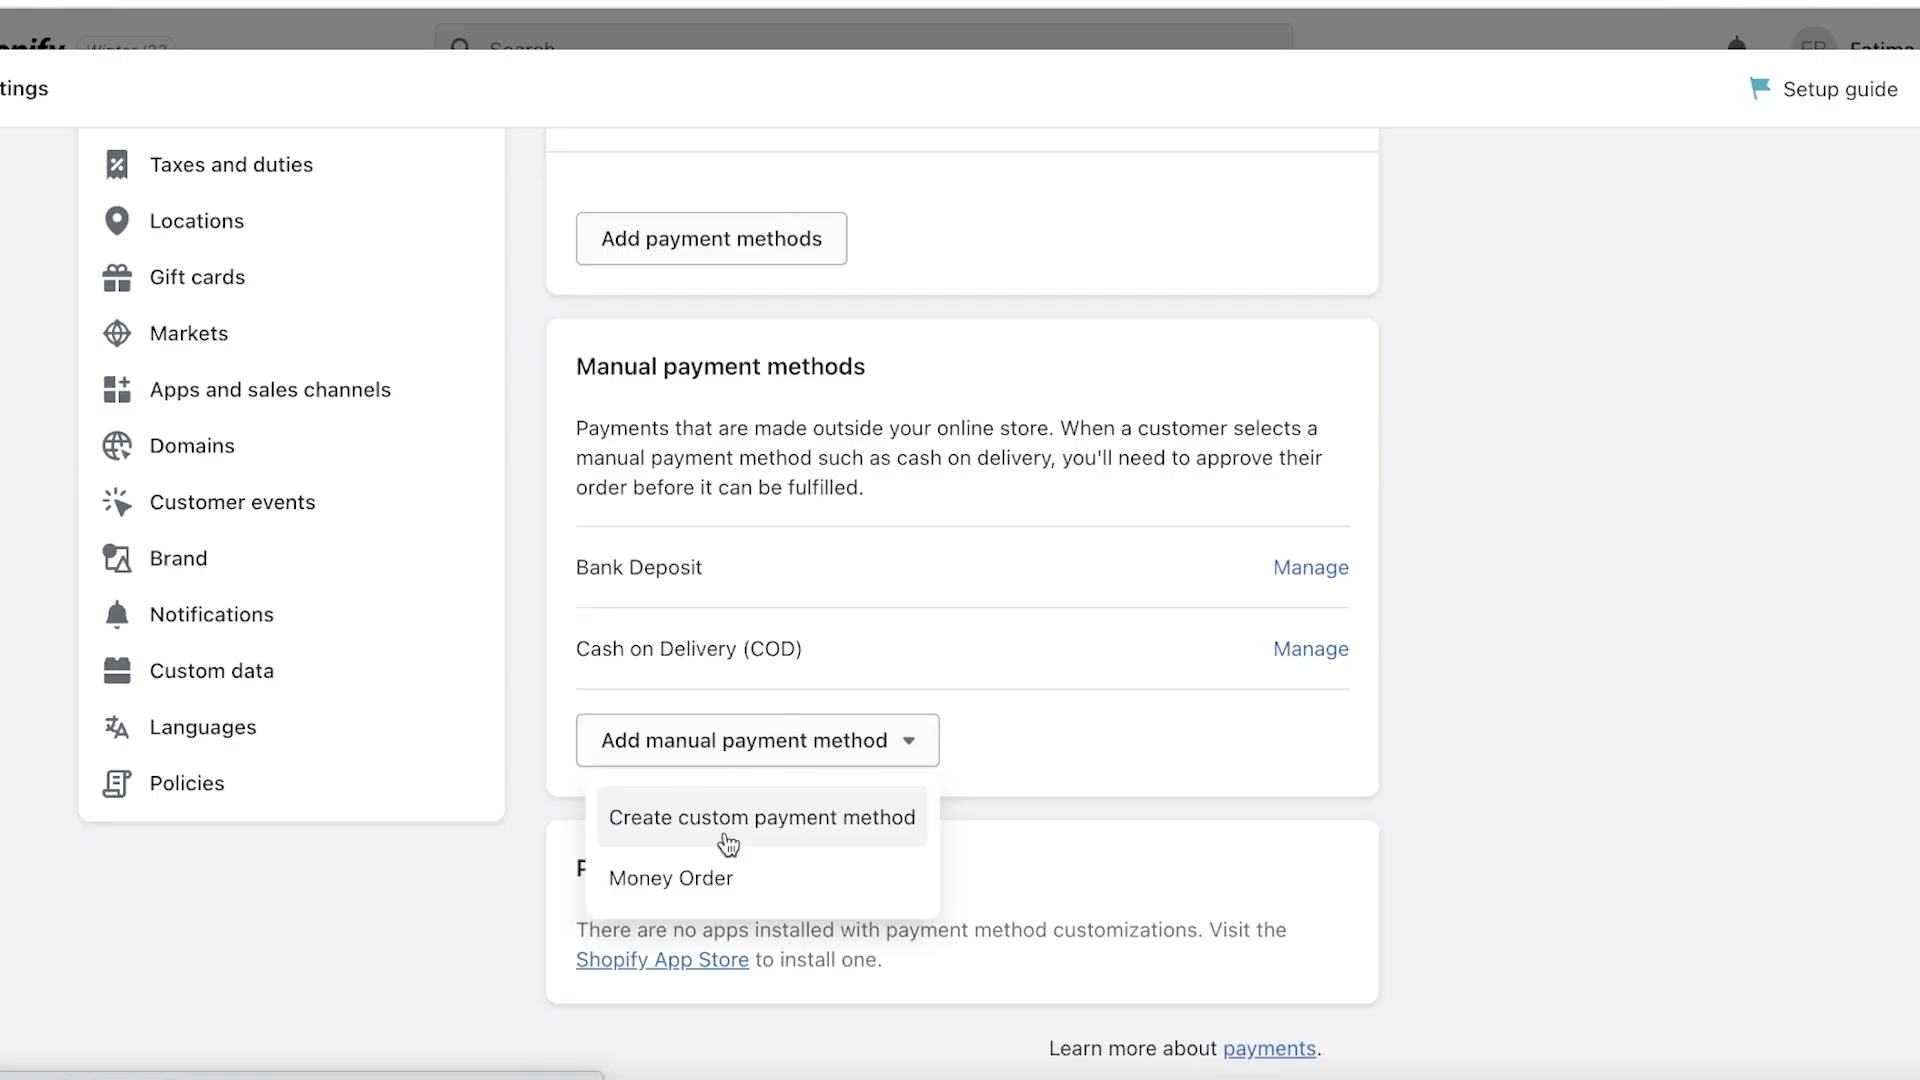 Search
tings
Setup guide
Taxes and duties
Locations
Gift cards
Markets
Apps and sales channels
Domains
Customer events
Brand
Notifications
Custom data
Languages
Policies
Add payment methods
Manual payment methods
Payments that are made outside your online store. When a customer selects a
manual payment method such as cash on delivery, you'll need to approve their
order before it can be fulfilled.
Bank Deposit
Manage
Cash on Delivery (COD)
Manage
Add manual payment method
Create custom payment method
Money Order
There are no apps installed with payment method customizations. Visit the
Shopify App Store to install one.
Learn more about payments.